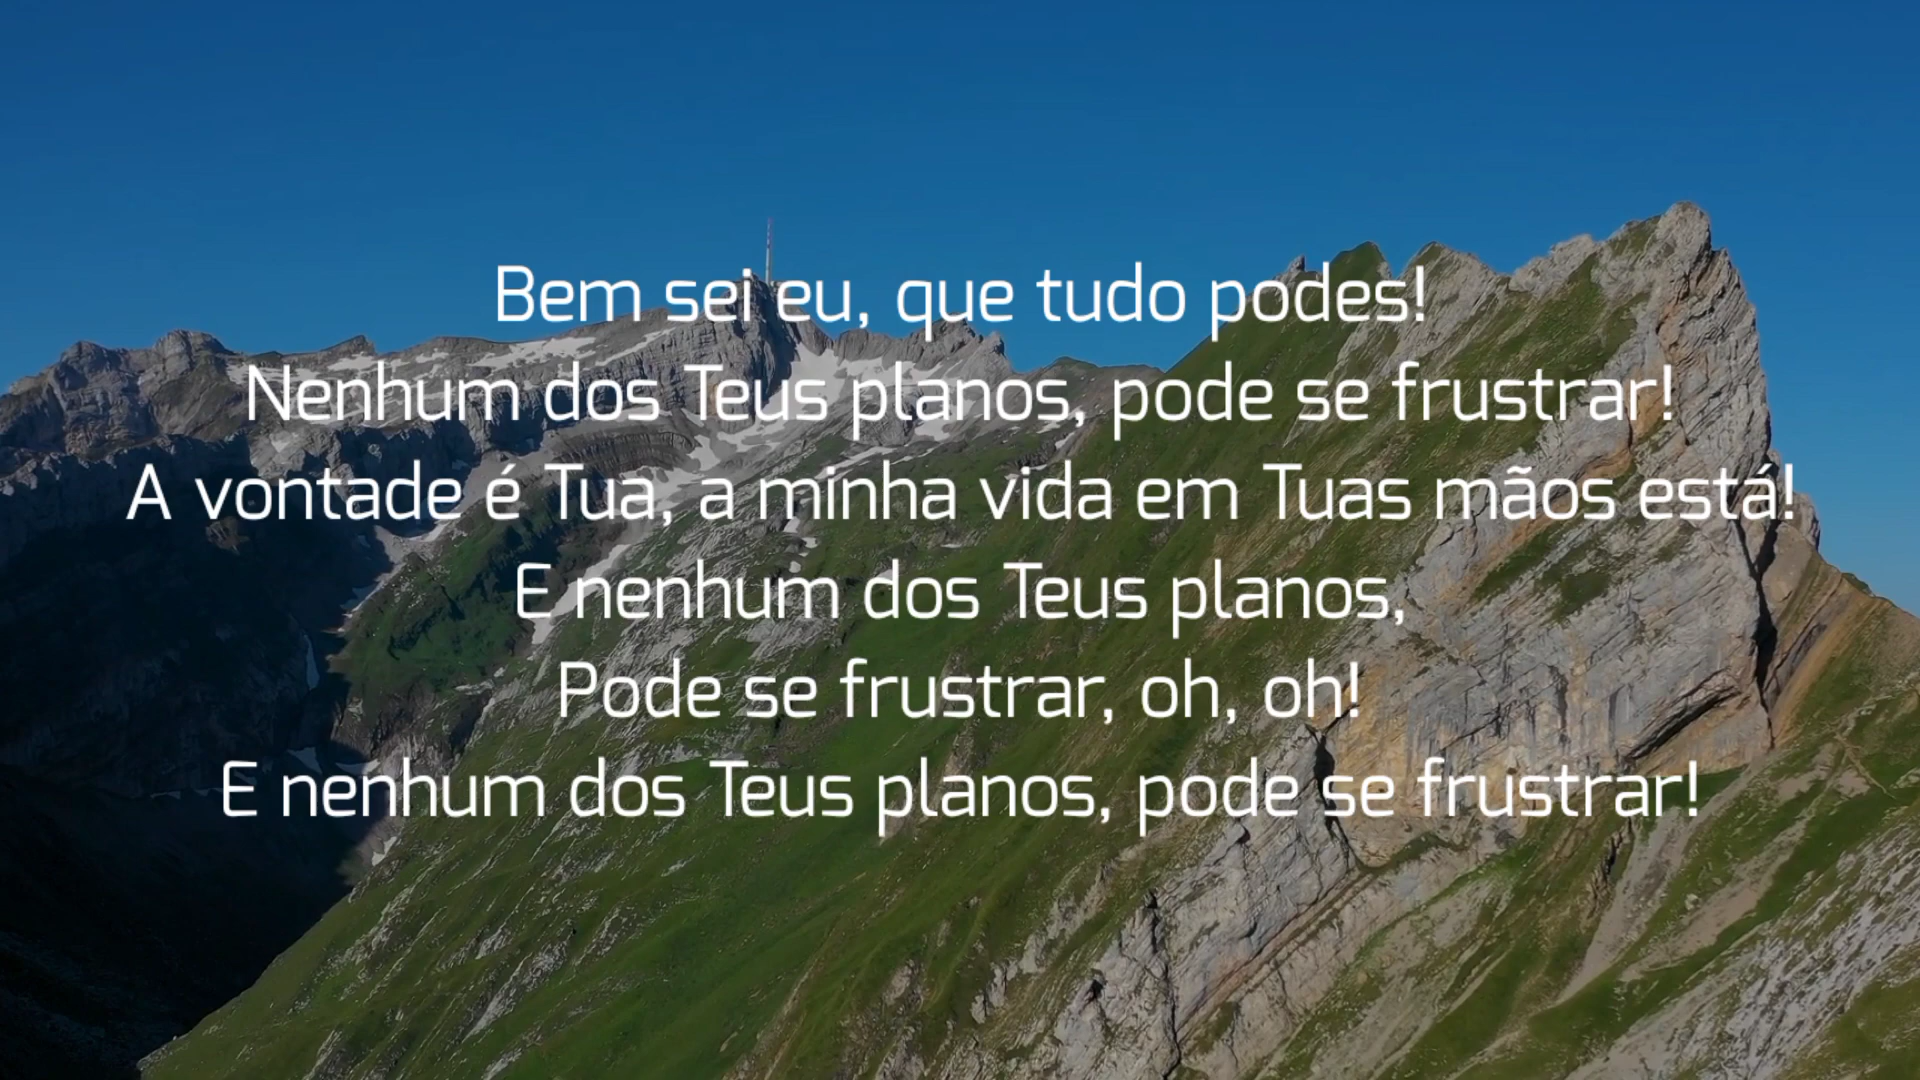 Bem sei eu, que tudo podes!
Nenhum dos Teus planos, pode se frustrar!
A vontade é Tua, a minha vida em Tuas mãos está!
E nenhum dos Teus planos,
Pode se frustrar, oh, oh!
E nenhum dos Teus planos, pode se frustrar!